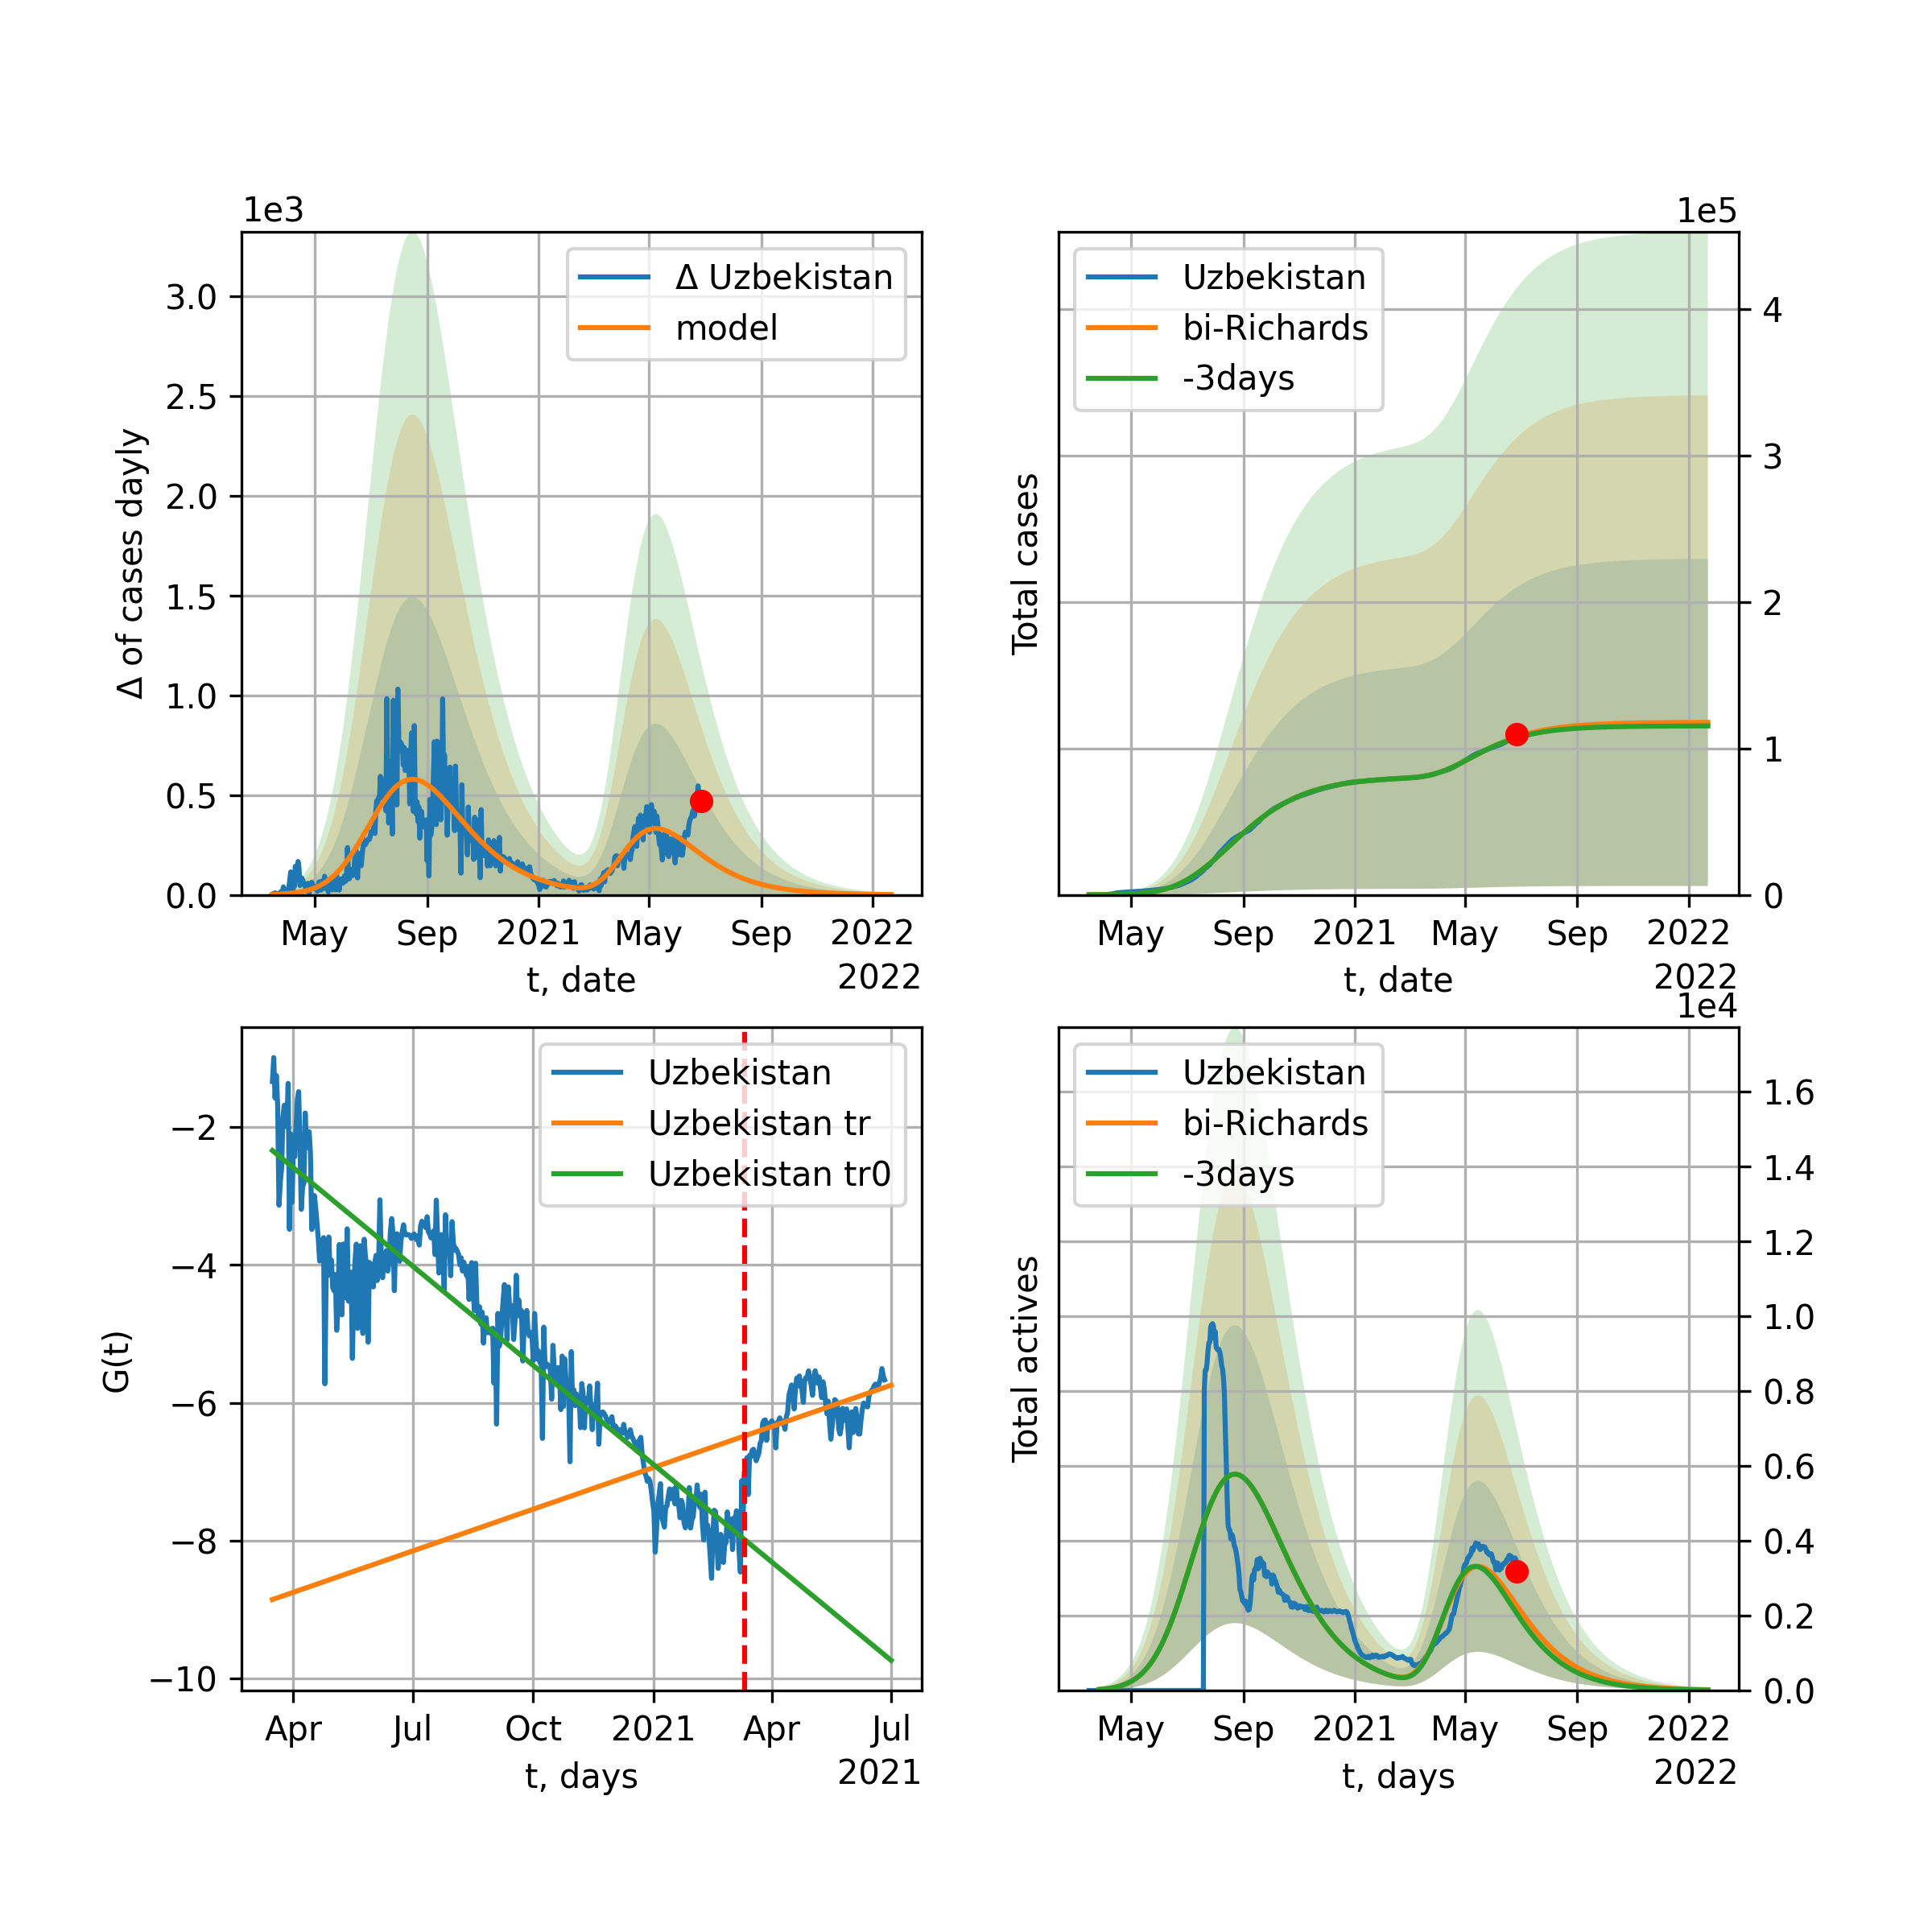 1e3
Δ of cases dayly
3.0
2.5
2.0
1.5
1.0
0.5
0.0
Δ Uzbekistan
model
May Sep 2021 May Sep 2022
t, date
2022
1e5
Total cases
Uzbekistan
bi-Richards
-3days
4
3
2
1
0
May Sep 2021 May Sep 2022
t, date
2022
G(t)
−2
−4
−6
−8
−10
Uzbekistan
Uzbekistan tr
Uzbekistan tr0
Apr Jul Oct 2021 Apr Jul
t, days
2021
1e4
Total actives
Uzbekistan
bi-Richards
-3days
1.6
1.4
1.2
1.0
0.8
0.6
0.4
0.2
0.0
May Sep 2021 May Sep 2022
t, days
2022